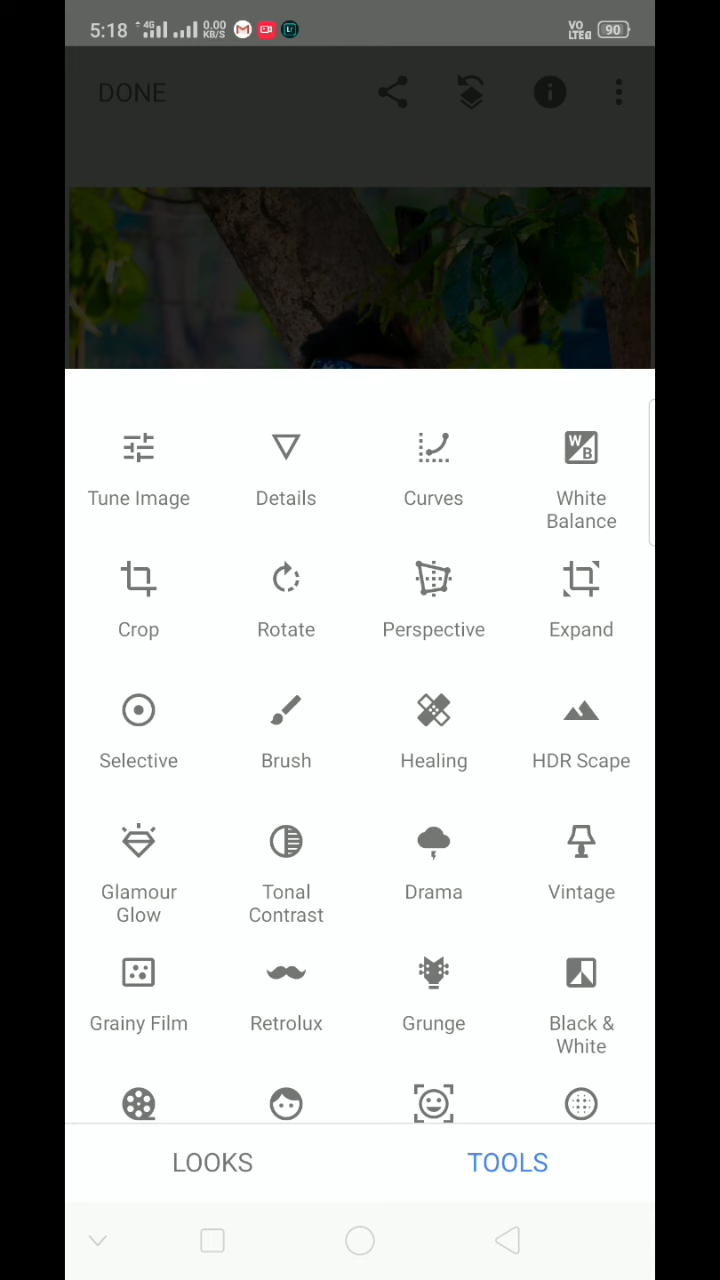 5:18 4G 0.00 KB/S M Lr VO LTE 90
DONE
Tune Image Details Curves White Balance
Crop Rotate Perspective Expand
Selective Brush Healing HDR Scape
Glamour Glow Tonal Contrast Drama Vintage
Grainy Film Retrolux Grunge Black & White
LOOKS TOOLS